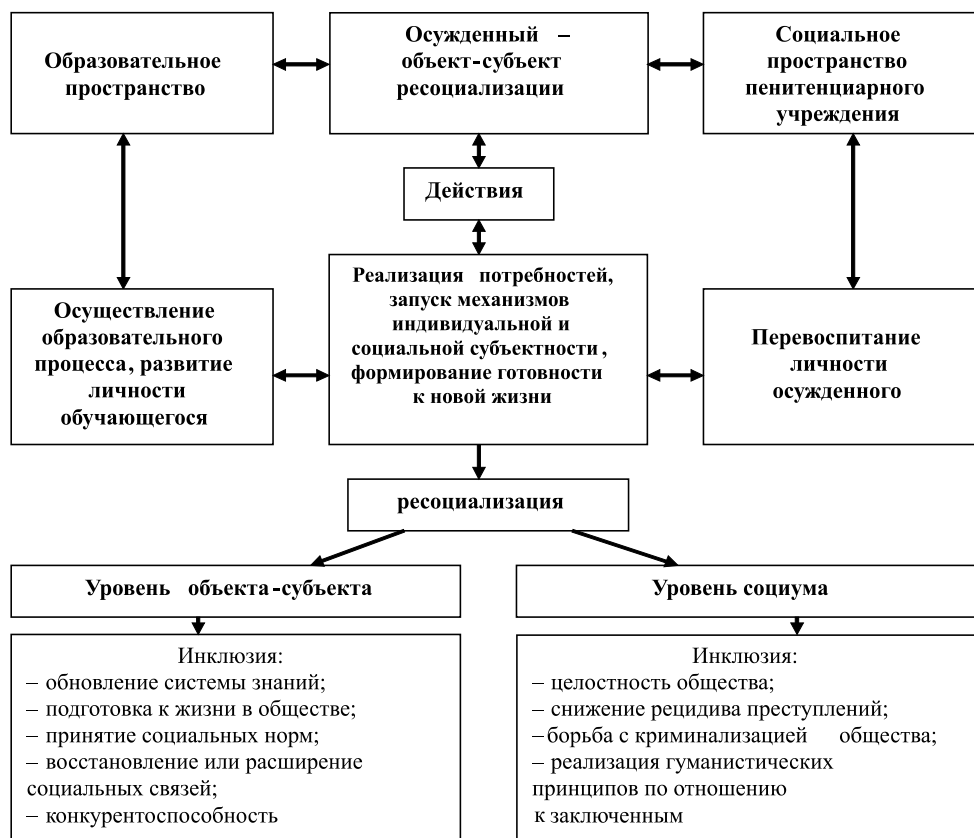 Образовательное
пространство
Осужденный –
объект-субъект
ресоциализации
Социальное
пространство
пенитенциарного
учреждения
Действия
Осуществление
образовательного
процесса, развитие
личности
обучающегося
Реализация потребностей,
запуск механизмов
индивидуальной и
социальной субъектности,
формирование готовности
к новой жизни
Перевоспитание
личности
осужденного
ресоциализация
Уровень объекта-субъекта
Уровень социума
Инклюзия:
– обновление системы знаний;
– подготовка к жизни в обществе;
– принятие социальных норм;
– восстановление или расширение
социальных связей;
– конкурентоспособность
Инклюзия:
– целостность общества;
– снижение рецидива преступлений;
–борьба с криминализацией общества;
– реализация гуманистических
принципов по отношению
к заключенным